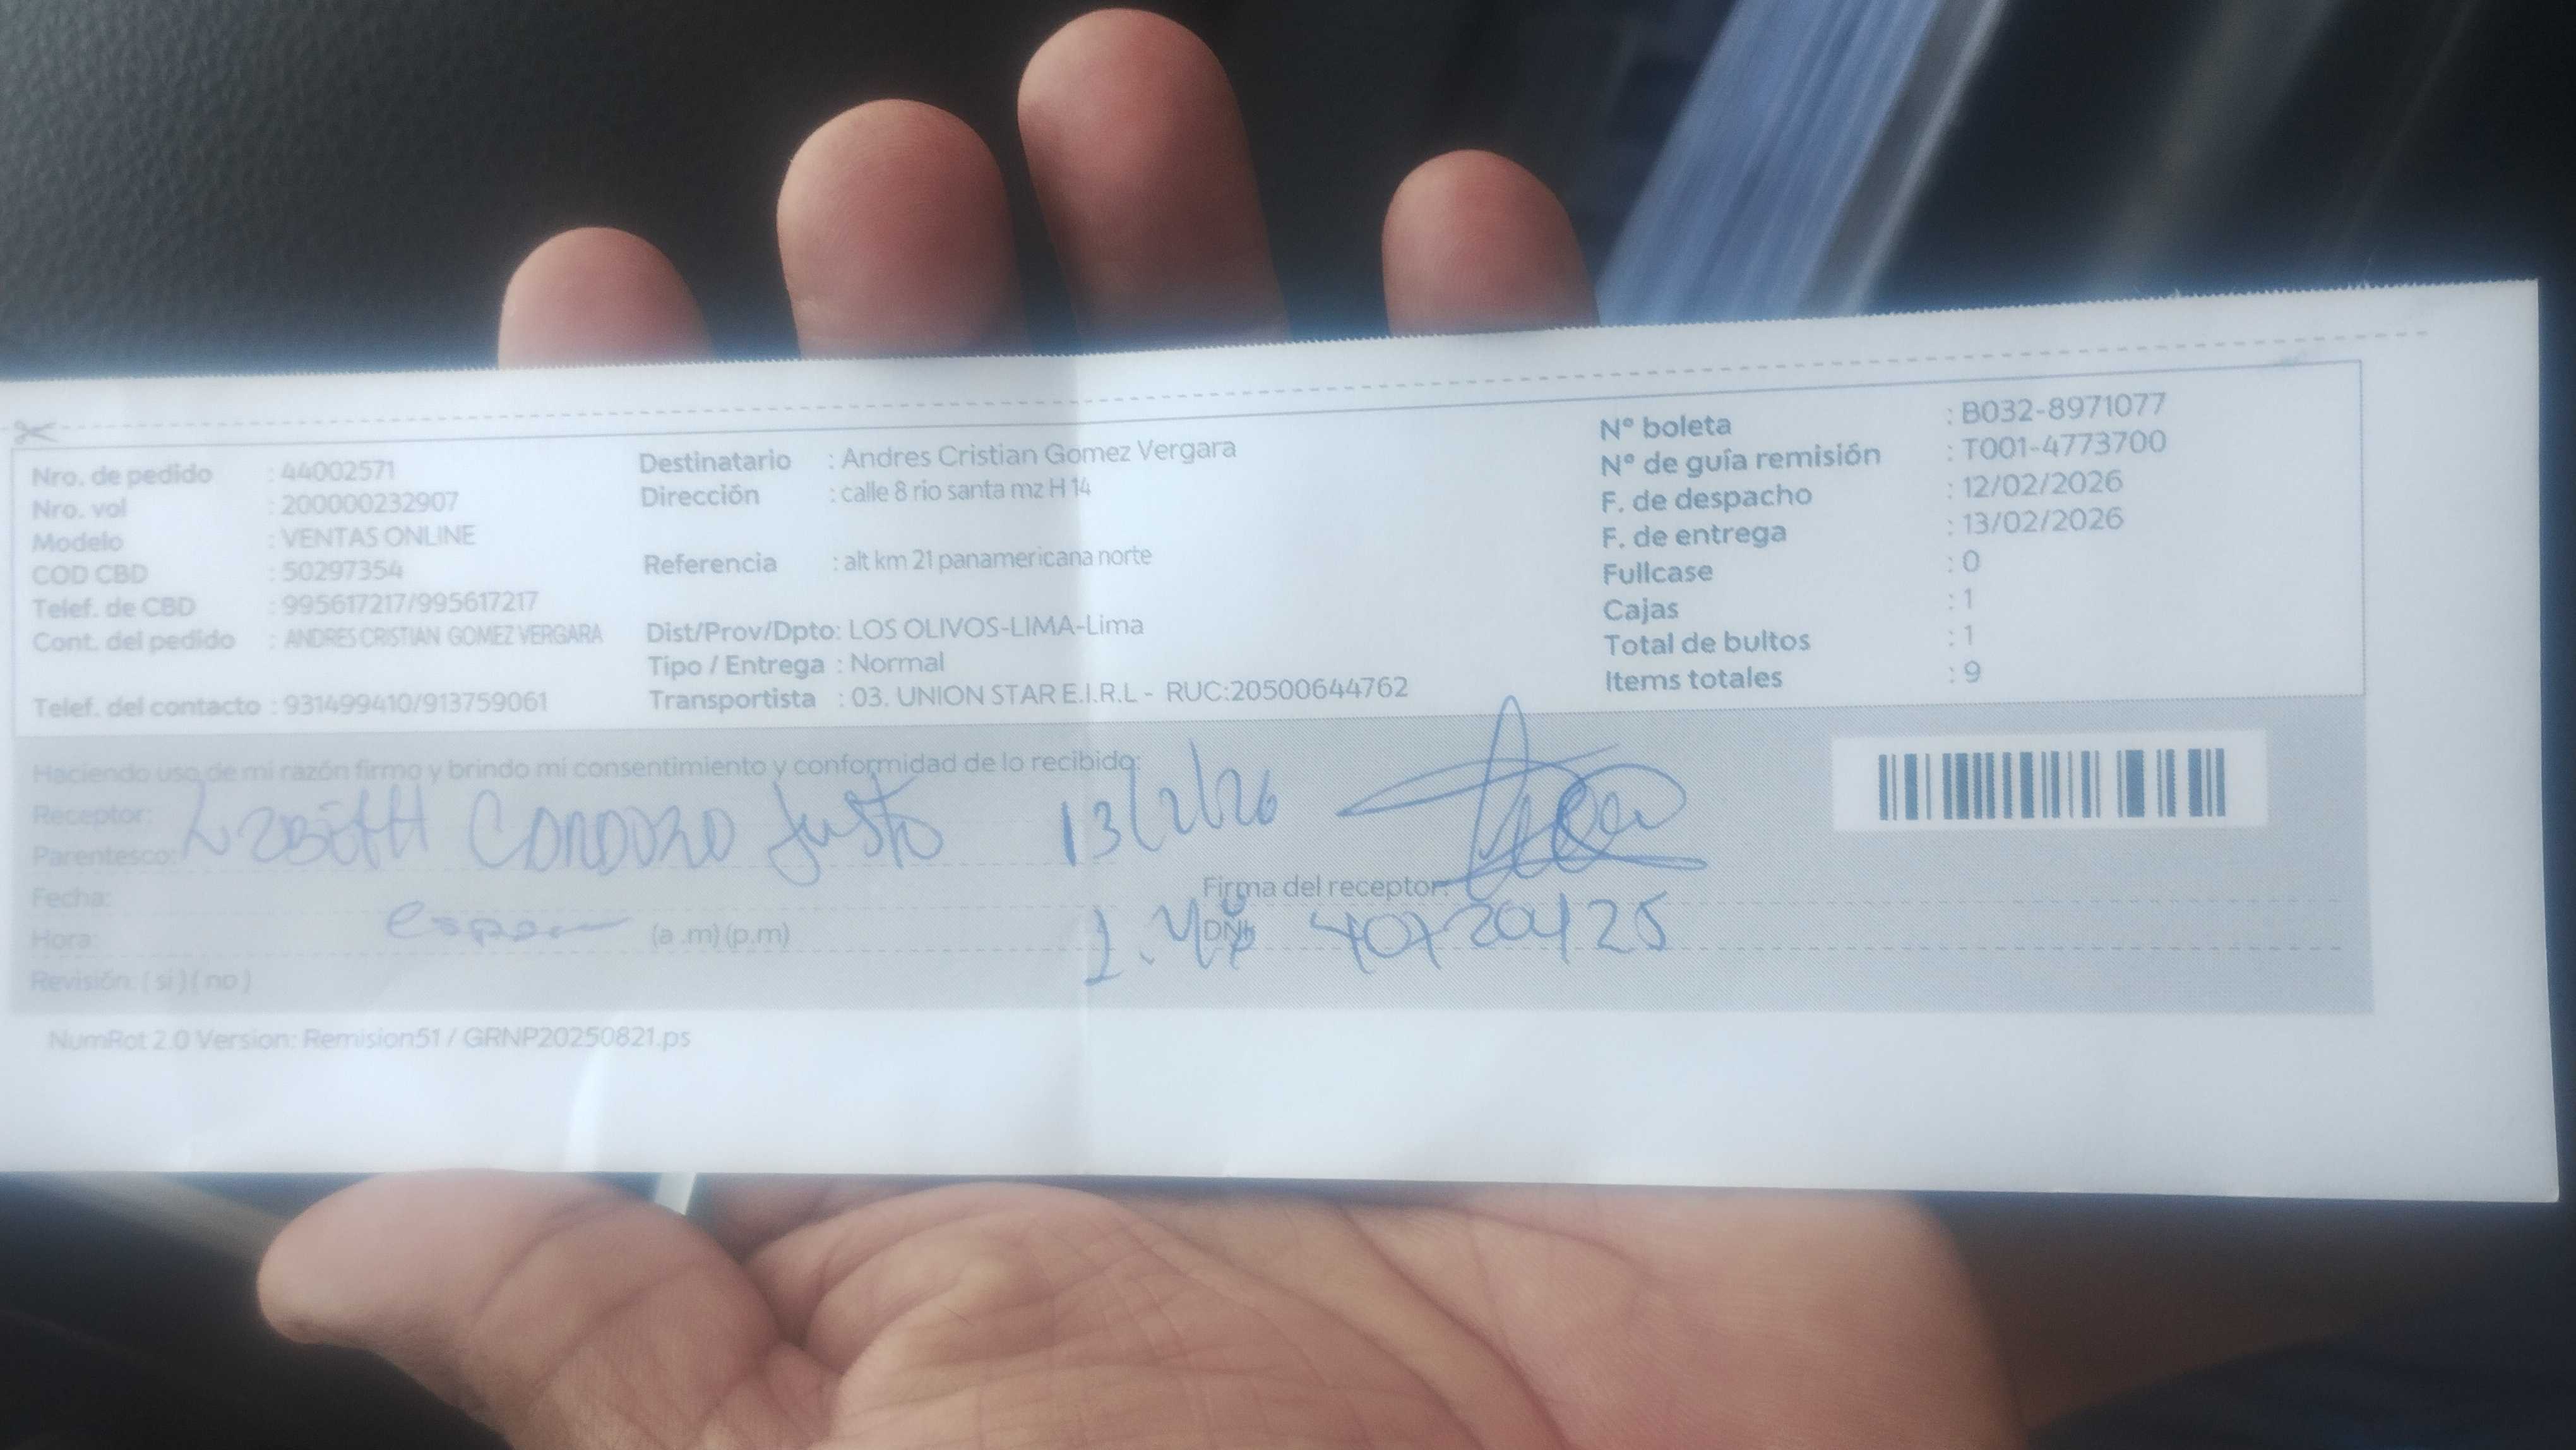 Nro. de pedido : 44002571
Nro. vol : 200000232907
Modelo : VENTAS ONLINE
COD CBD : 50297354
Telef. de CBD : 995617217/995617217
Cont. del pedido : ANDRES CRISTIAN GOMEZ VERGARA
Telef. del contacto : 931499410/913759061
Destinatario : Andres Cristian Gomez Vergara
Dirección : calle 8 rio santa mz H 14
Referencia : alt km 21 panamericana norte
Dist/Prov/Dpto: LOS OLIVOS-LIMA-Lima
Tipo / Entrega : Normal
Transportista : 03. UNION STAR E.I.R.L - RUC:20500644762
Nº boleta : B032-8971077
Nº de guía remisión : T001-4773700
F. de despacho : 12/02/2026
F. de entrega : 13/02/2026
Fullcase : 0
Cajas : 1
Total de bultos : 1
Items totales : 9
Haciendo uso de mi razón firmo y brindo mi consentimiento y conformidad de lo recibido:
Receptor: Justo 13/2/26
Parentesco:
Fecha:
Firma del receptor:
Hora: (a .m) (p.m)
DNI:
Revisión: ( si ) ( no )
NumRot 2.0 Version: Remision51 / GRNP20250821.ps